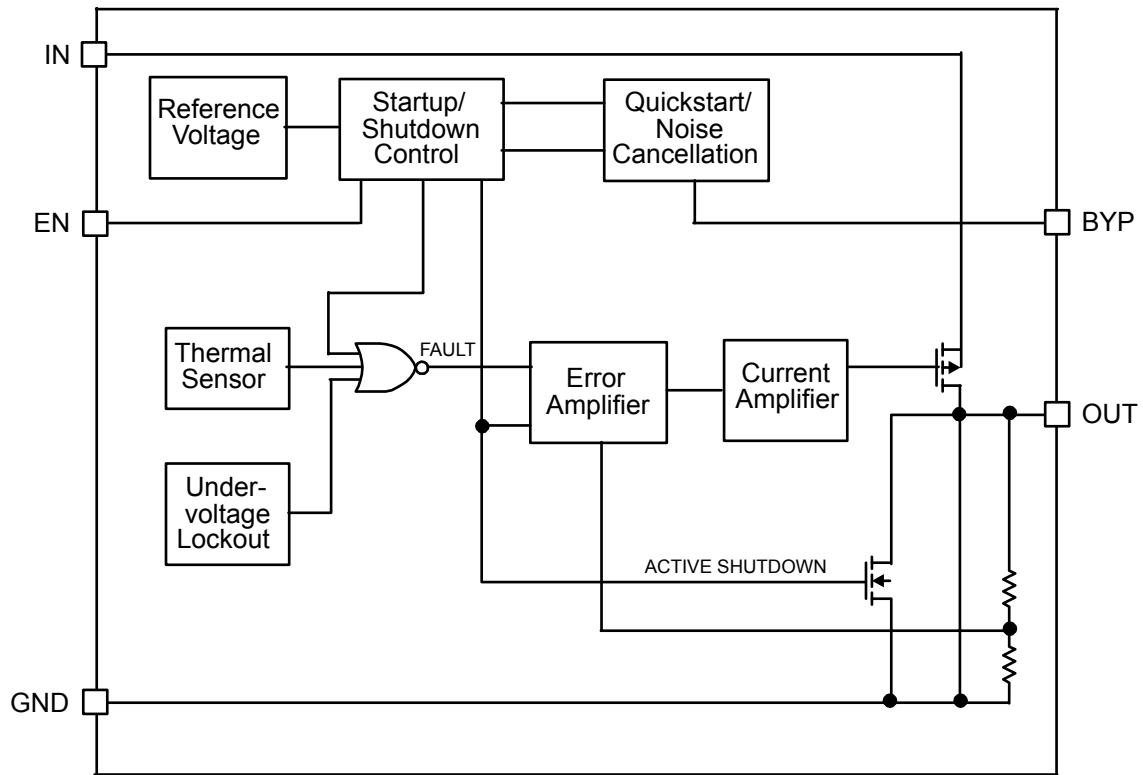 IN
Reference
Voltage
Startup/
Shutdown
Control
Quickstart/
Noise
Cancellation
EN
BYP
Thermal
Sensor
FAULT
Error
Amplifier
Current
Amplifier
OUT
Under-
voltage
Lockout
ACTIVE SHUTDOWN
GND